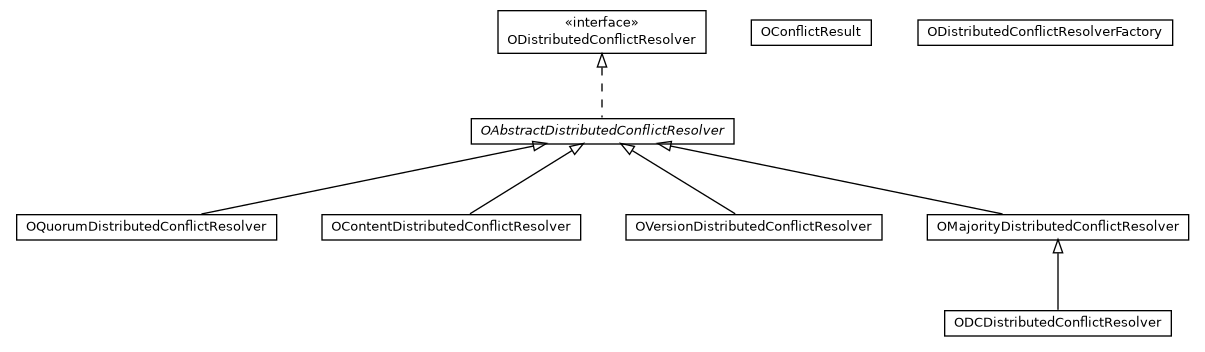 «interface»
ODistributedConflictResolver
OConflictResult
ODistributedConflictResolverFactory
OAbstractDistributedConflictResolver
OQuorumDistributedConflictResolver
OContentDistributedConflictResolver
OVersionDistributedConflictResolver
OMajorityDistributedConflictResolver
ODCDistributedConflictResolver